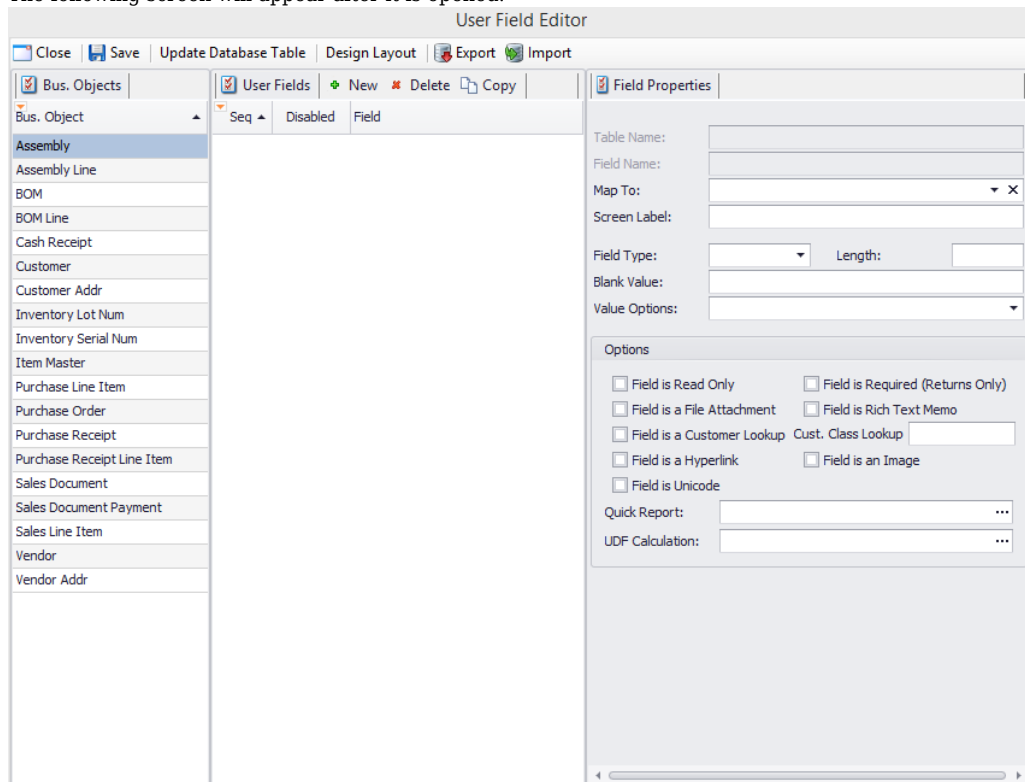 The following screen will appear after it is opened:
User Field Editor
Close Save Update Database Table Design Layout Export Import
Bus. Objects
Bus. Object
Assembly
Assembly Line
BOM
BOM Line
Cash Receipt
Customer
Customer Addr
Inventory Lot Num
Inventory Serial Num
Item Master
Purchase Line Item
Purchase Order
Purchase Receipt
Purchase Receipt Line Item
Sales Document
Sales Document Payment
Sales Line Item
Vendor
Vendor Addr
User Fields New Delete Copy
Seq Disabled Field
Field Properties
Table Name:
Field Name:
Map To:
Screen Label:
Field Type: Length:
Blank Value:
Value Options:
Options
Field is Read Only Field is Required (Returns Only)
Field is a File Attachment Field is Rich Text Memo
Field is a Customer Lookup Cust. Class Lookup
Field is a Hyperlink Field is an Image
Field is Unicode
Quick Report: ...
UDF Calculation: ...